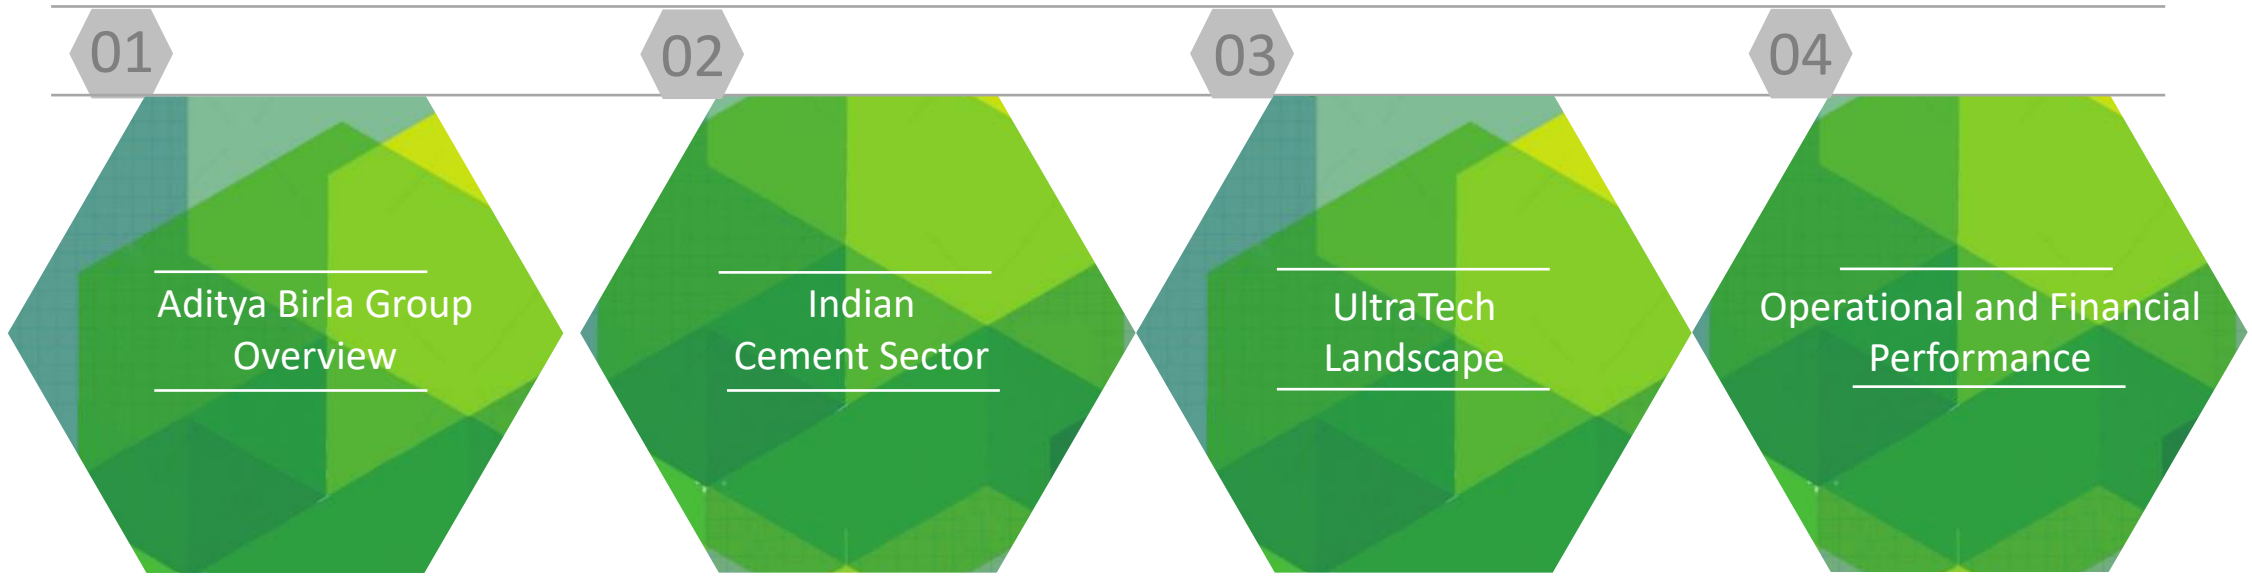 01
02
03
04
Aditya Birla Group
Overview
Indian
Cement Sector
UltraTech
Landscape
Operational and Financial
Performance